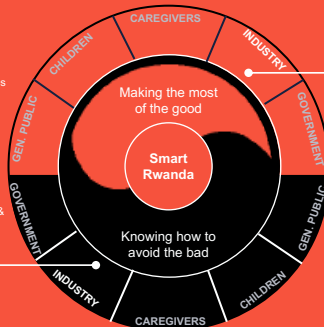 CAREGIVERS
CHILDREN
INDUSTRY
GEN. PUBLIC
GOVERNMENT
s
Making the most
of the good
Smart
Rwanda
Knowing how to
avoid the bad
&
GOVERNMENT
GEN. PUBLIC
INDUSTRY
CHILDREN
CAREGIVERS